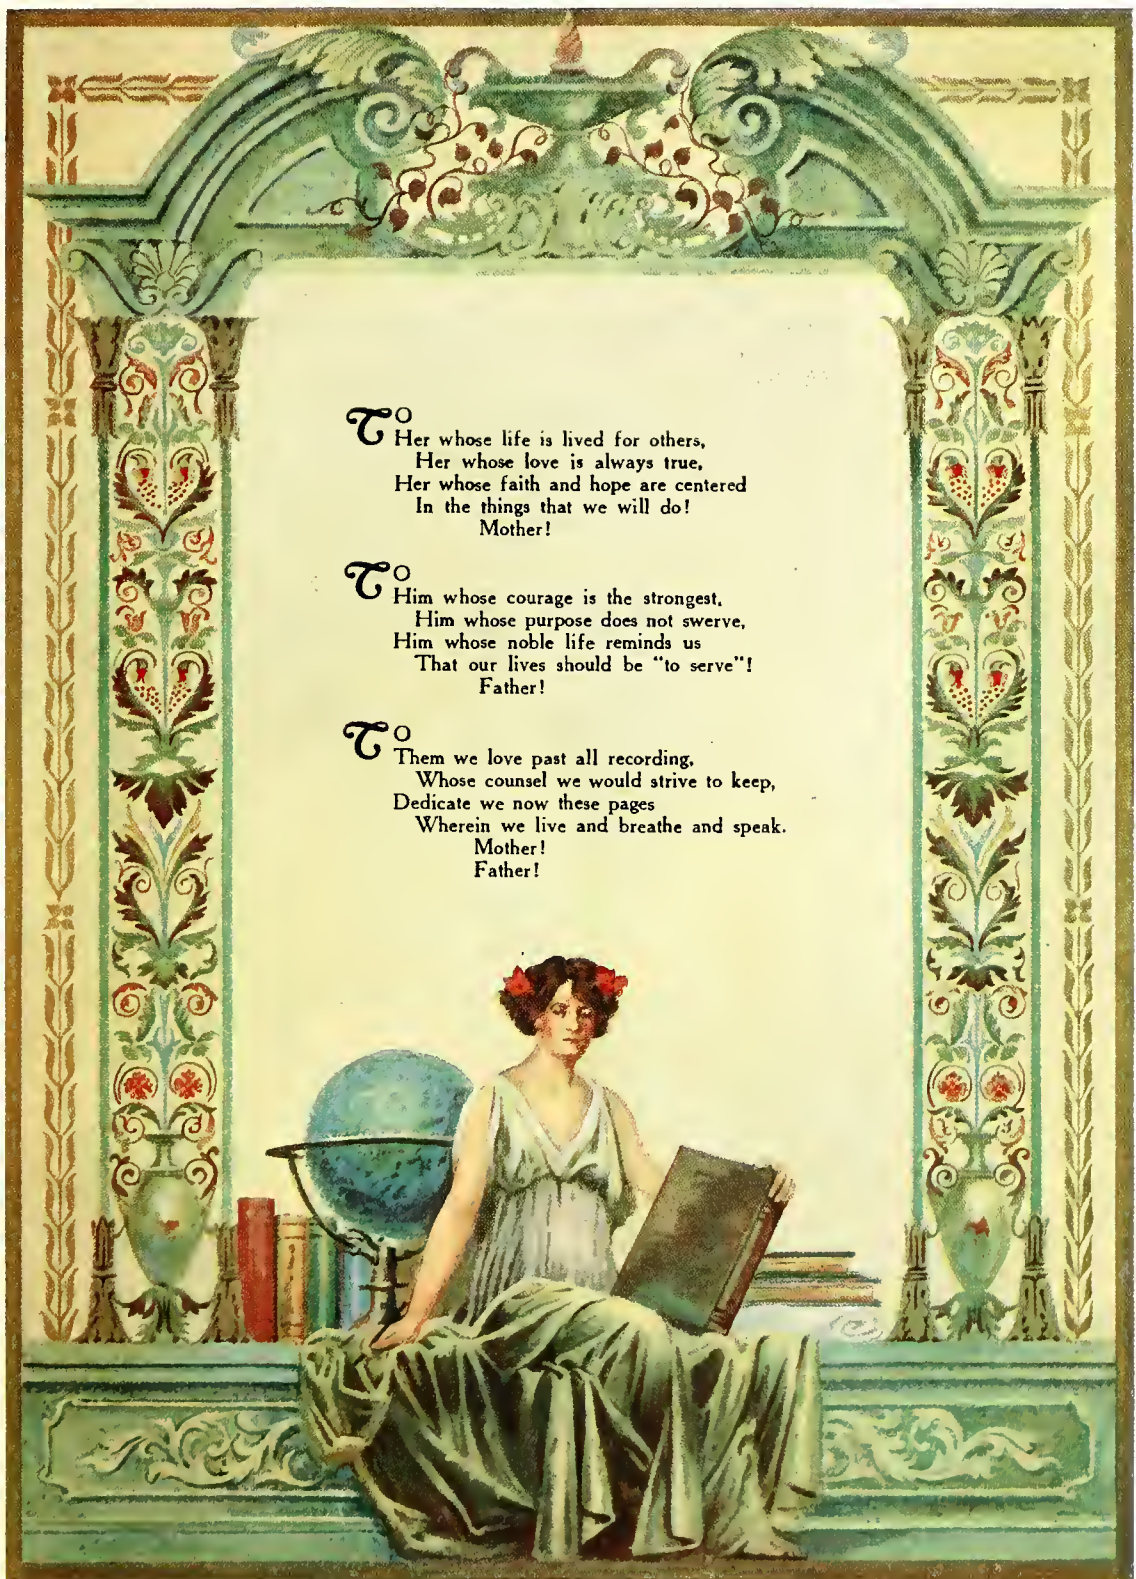 To
Her whose life is lived for others,
Her whose love is always true,
Her whose faith and hope are centered
In the things that we will do!
Mother!
To
Him whose courage is the strongest,
Him whose purpose does not swerve,
Him whose noble life reminds us
That our lives should be "to serve"!
Father!
To
Them we love past all recording,
Whose counsel we would strive to keep,
Dedicate we now these pages
Wherein we live and breathe and speak.
Mother!
Father!